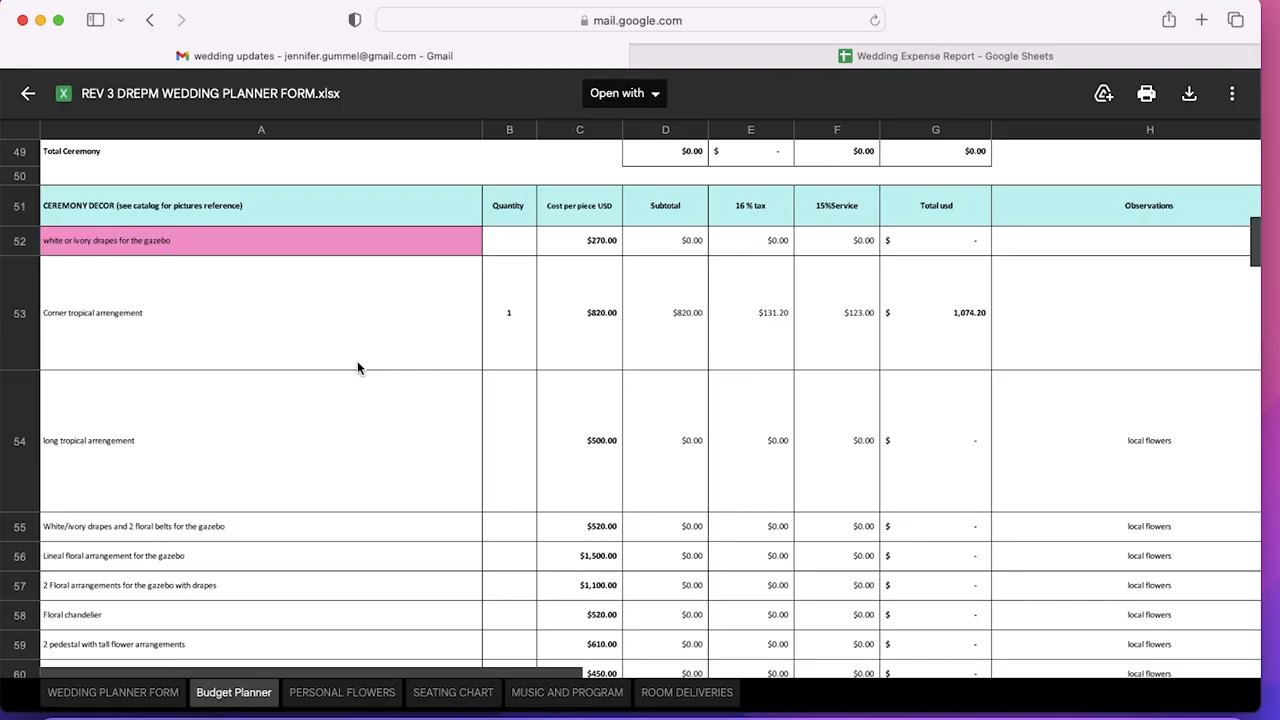 mail.google.com
wedding updates - jennifer.gummel@gmail.com - Gmail
Wedding Expense Report - Google Sheets
X REV 3 DREPM WEDDING PLANNER FORM.xlsx
Open with
A B C D E F G H
49 Total Ceremony $0.00 $ - $0.00 $0.00
50
51 CEREMONY DECOR (see catalog for pictures reference) Quantity Cost per piece USD Subtotal 16 % tax 15%Service Total usd Observations
52 white or ivory drapes for the gazebo $270.00 $0.00 $0.00 $0.00 $ -
53 Corner tropical arrengement 1 $820.00 $820.00 $131.20 $123.00 $ 1,074.20
54 long tropical arrengement $500.00 $0.00 $0.00 $0.00 $ - local flowers
55 White/ivory drapes and 2 floral belts for the gazebo $520.00 $0.00 $0.00 $0.00 $ - local flowers
56 Lineal floral arrangement for the gazebo $1,500.00 $0.00 $0.00 $0.00 $ - local flowers
57 2 Floral arrangements for the gazebo with drapes $1,100.00 $0.00 $0.00 $0.00 $ - local flowers
58 Floral chandelier $520.00 $0.00 $0.00 $0.00 $ - local flowers
59 2 pedestal with tall flower arrangements $610.00 $0.00 $0.00 $0.00 $ - local flowers
60 $450.00 $0.00 $0.00 $0.00 $ - local flowers
WEDDING PLANNER FORM Budget Planner PERSONAL FLOWERS SEATING CHART MUSIC AND PROGRAM ROOM DELIVERIES